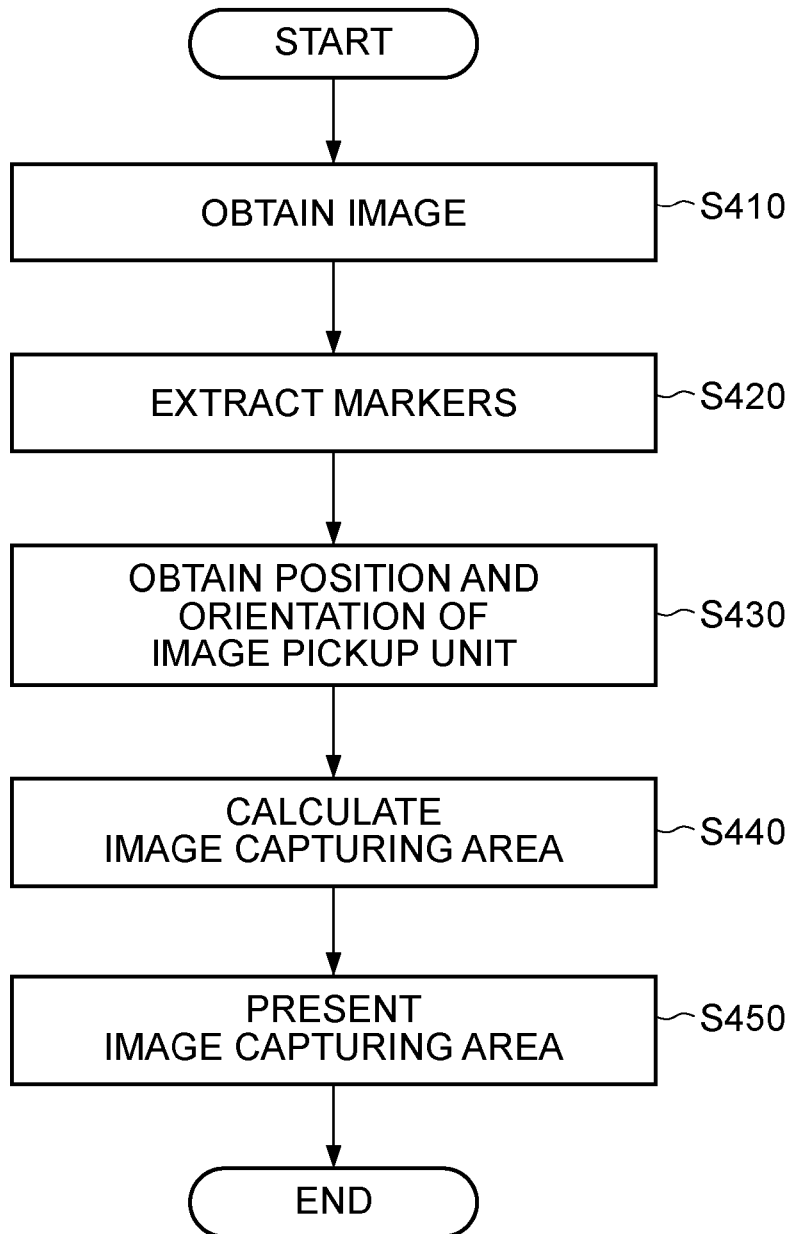 START
OBTAIN IMAGE
S410
EXTRACT MARKERS
S420
OBTAIN POSITION AND
ORIENTATION OF
IMAGE PICKUP UNIT
S430
CALCULATE
IMAGE CAPTURING AREA
S440
PRESENT
IMAGE CAPTURING AREA
S450
END